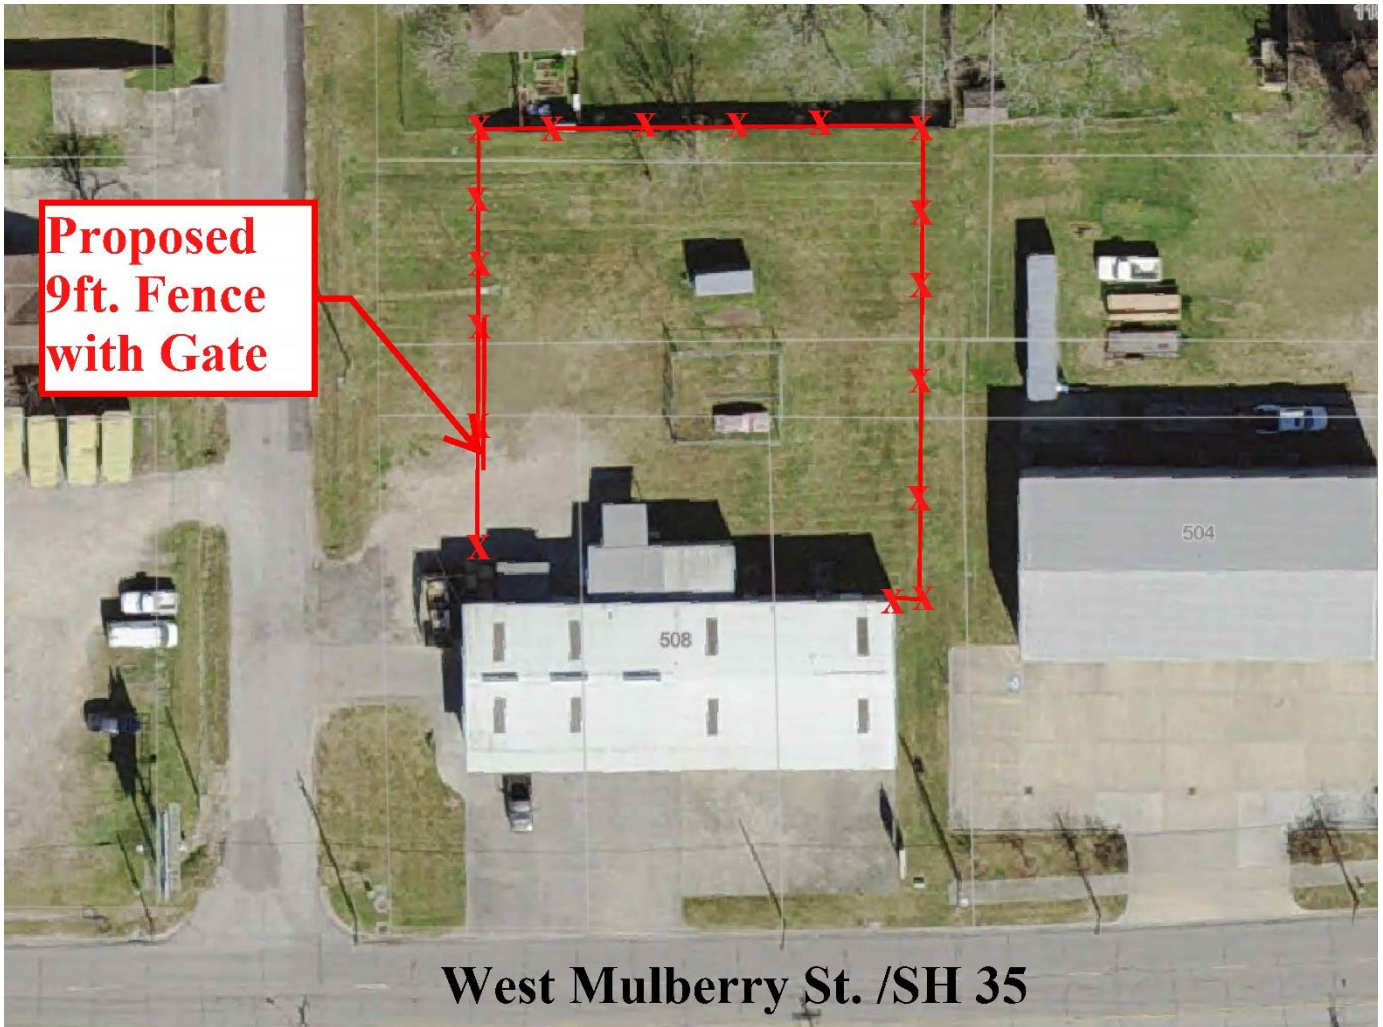 Proposed
9ft. Fence
with Gate
X X X X X X
X X
X X
X X
X X
X
X
X X
504
508
West Mulberry St. /SH 35